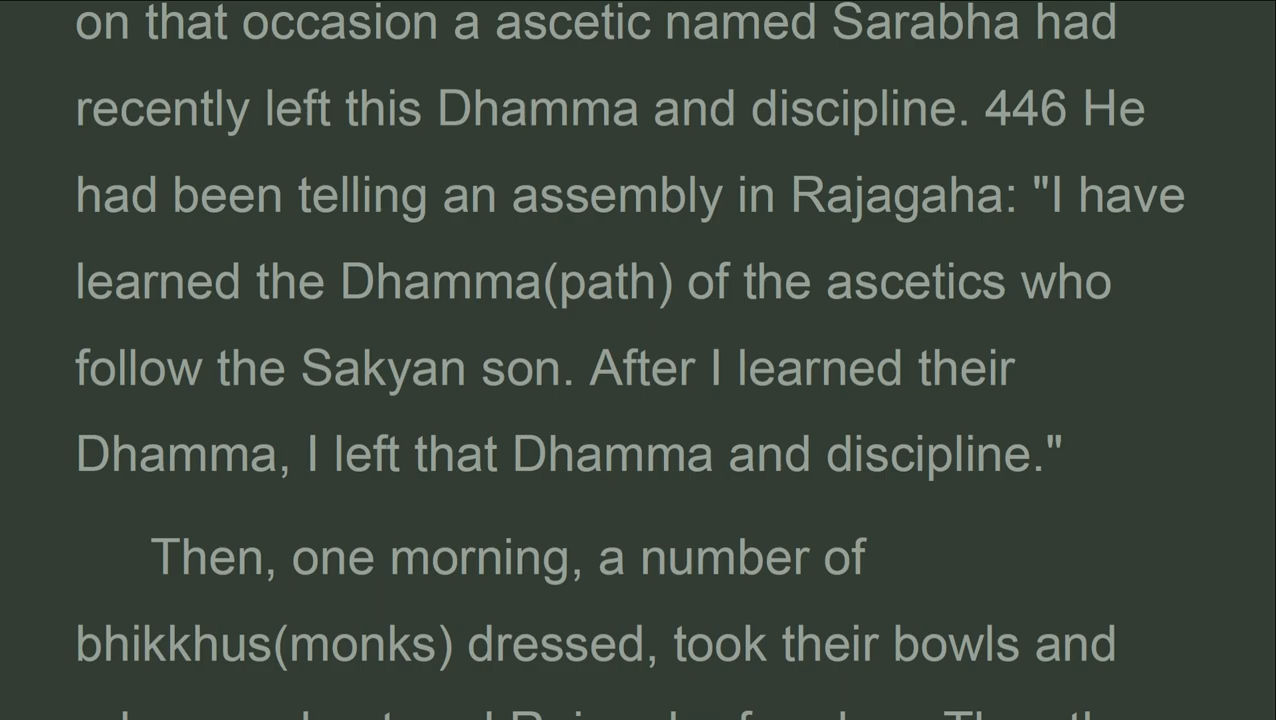 on that occasion a ascetic named Sarabha had
recently left this Dhamma and discipline. 446 He
had been telling an assembly in Rajagaha: "I have
learned the Dhamma(path) of the ascetics who
follow the Sakyan son. After I learned their
Dhamma, I left that Dhamma and discipline."
Then, one morning, a number of
bhikkhus(monks) dressed, took their bowls and